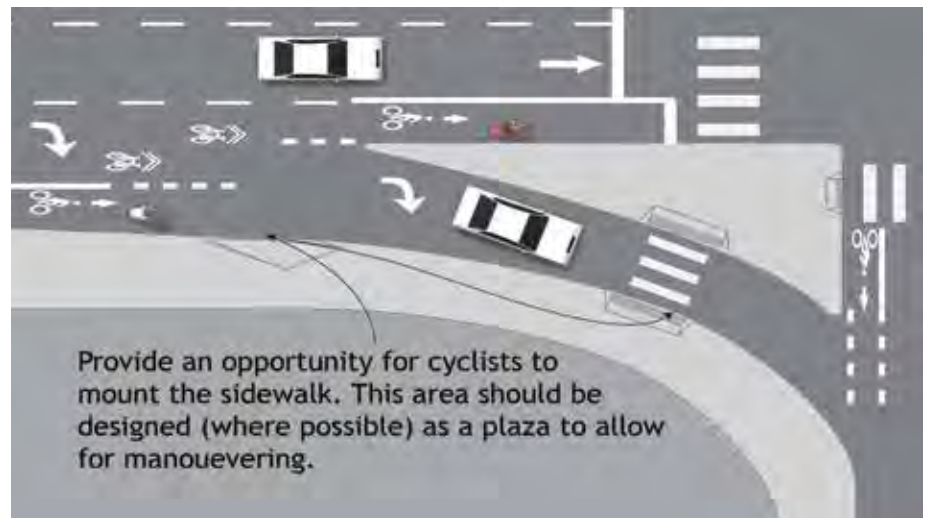 Provide an opportunity for cyclists to
mount the sidewalk. This area should be
designed (where possible) as a plaza to allow
for manouevering.